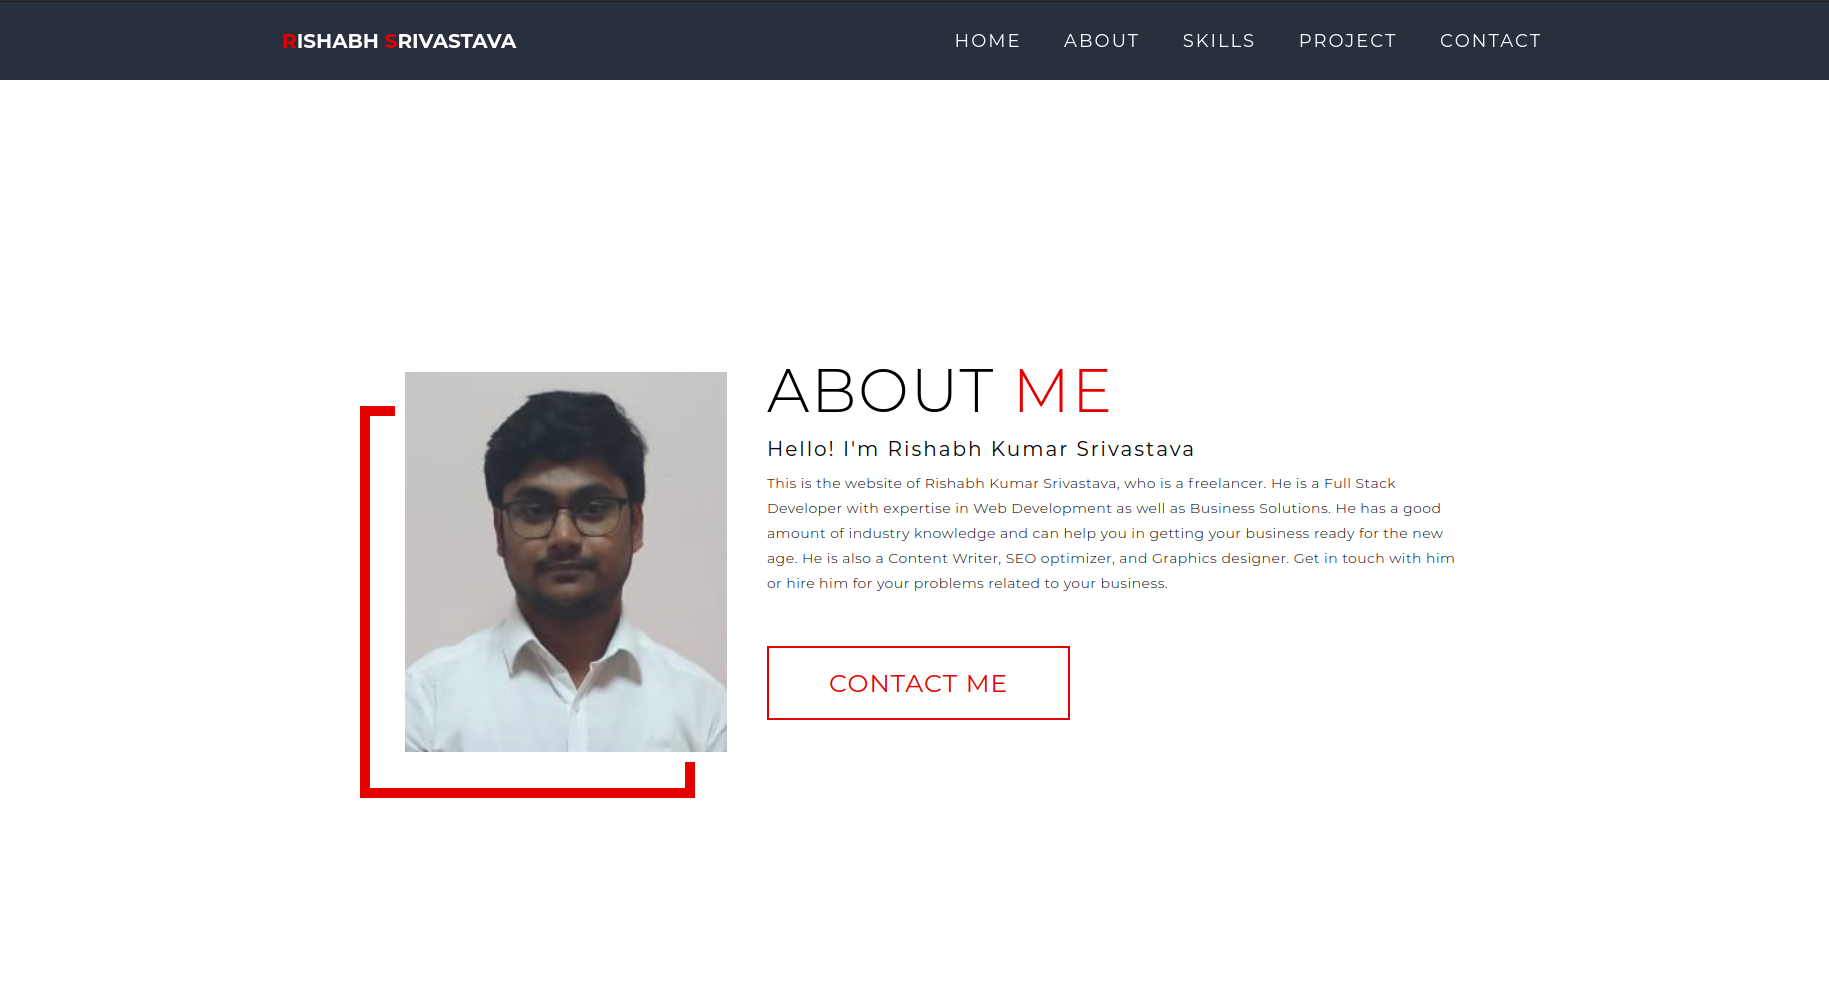 RISHABH SRIVASTAVA
HOME ABOUT SKILLS PROJECT CONTACT
ABOUT ME
Hello! I'm Rishabh Kumar Srivastava
This is the website of Rishabh Kumar Srivastava, who is a freelancer. He is a Full Stack
Developer with expertise in Web Development as well as Business Solutions. He has a good
amount of industry knowledge and can help you in getting your business ready for the new
age. He is also a Content Writer, SEO optimizer, and Graphics designer. Get in touch with him
or hire him for your problems related to your business.
CONTACT ME